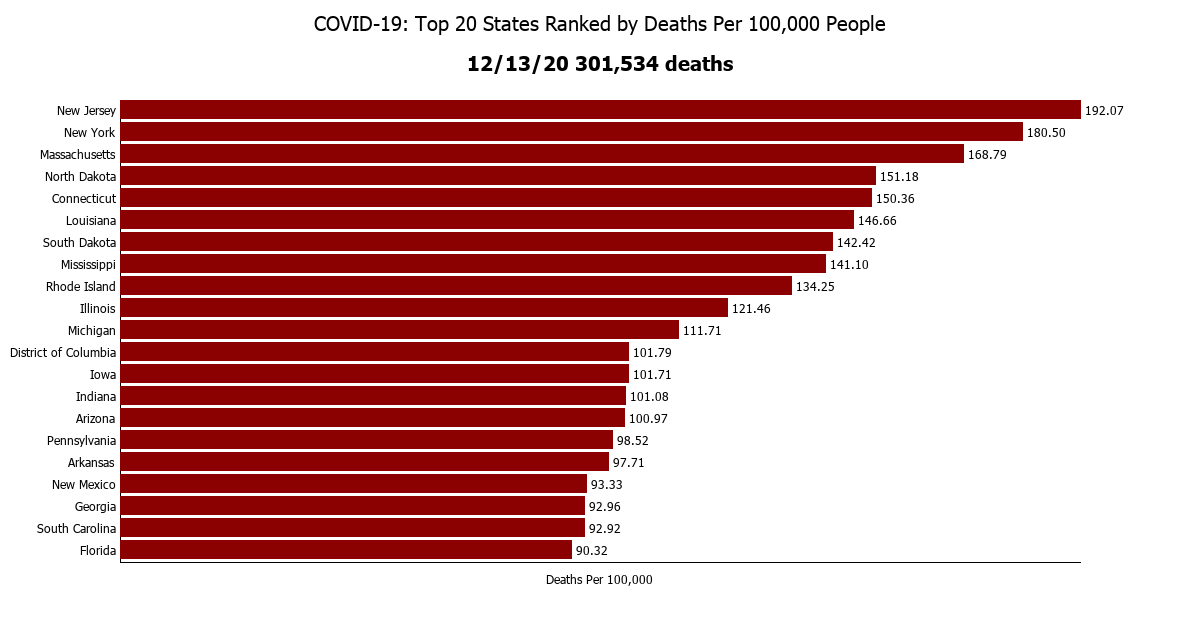 COVID-19: Top 20 States Ranked by Deaths Per 100,000 People
12/13/20 301,534 deaths
New Jersey 192.07
New York 180.50
Massachusetts 168.79
North Dakota 151.18
Connecticut 150.36
Louisiana 146.66
South Dakota 142.42
Mississippi 141.10
Rhode Island 134.25
Illinois 121.46
Michigan 111.71
District of Columbia 101.79
Iowa 101.71
Indiana 101.08
Arizona 100.97
Pennsylvania 98.52
Arkansas 97.71
New Mexico 93.33
Georgia 92.96
South Carolina 92.92
Florida 90.32
Deaths Per 100,000